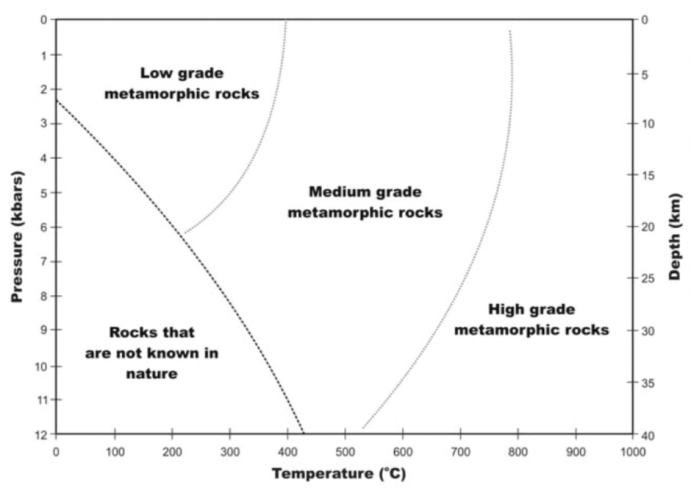 0
1
2
3
4
5
6
7
8
9
10
11
12
Pressure (kbars)
Low grade
metamorphic rocks
Medium grade
metamorphic rocks
High grade
metamorphic rocks
Rocks that
are not known in
nature
0
5
10
15
20
25
30
35
40
Depth (km)
0 100 200 300 400 500 600 700 800 900 1000
Temperature (°C)